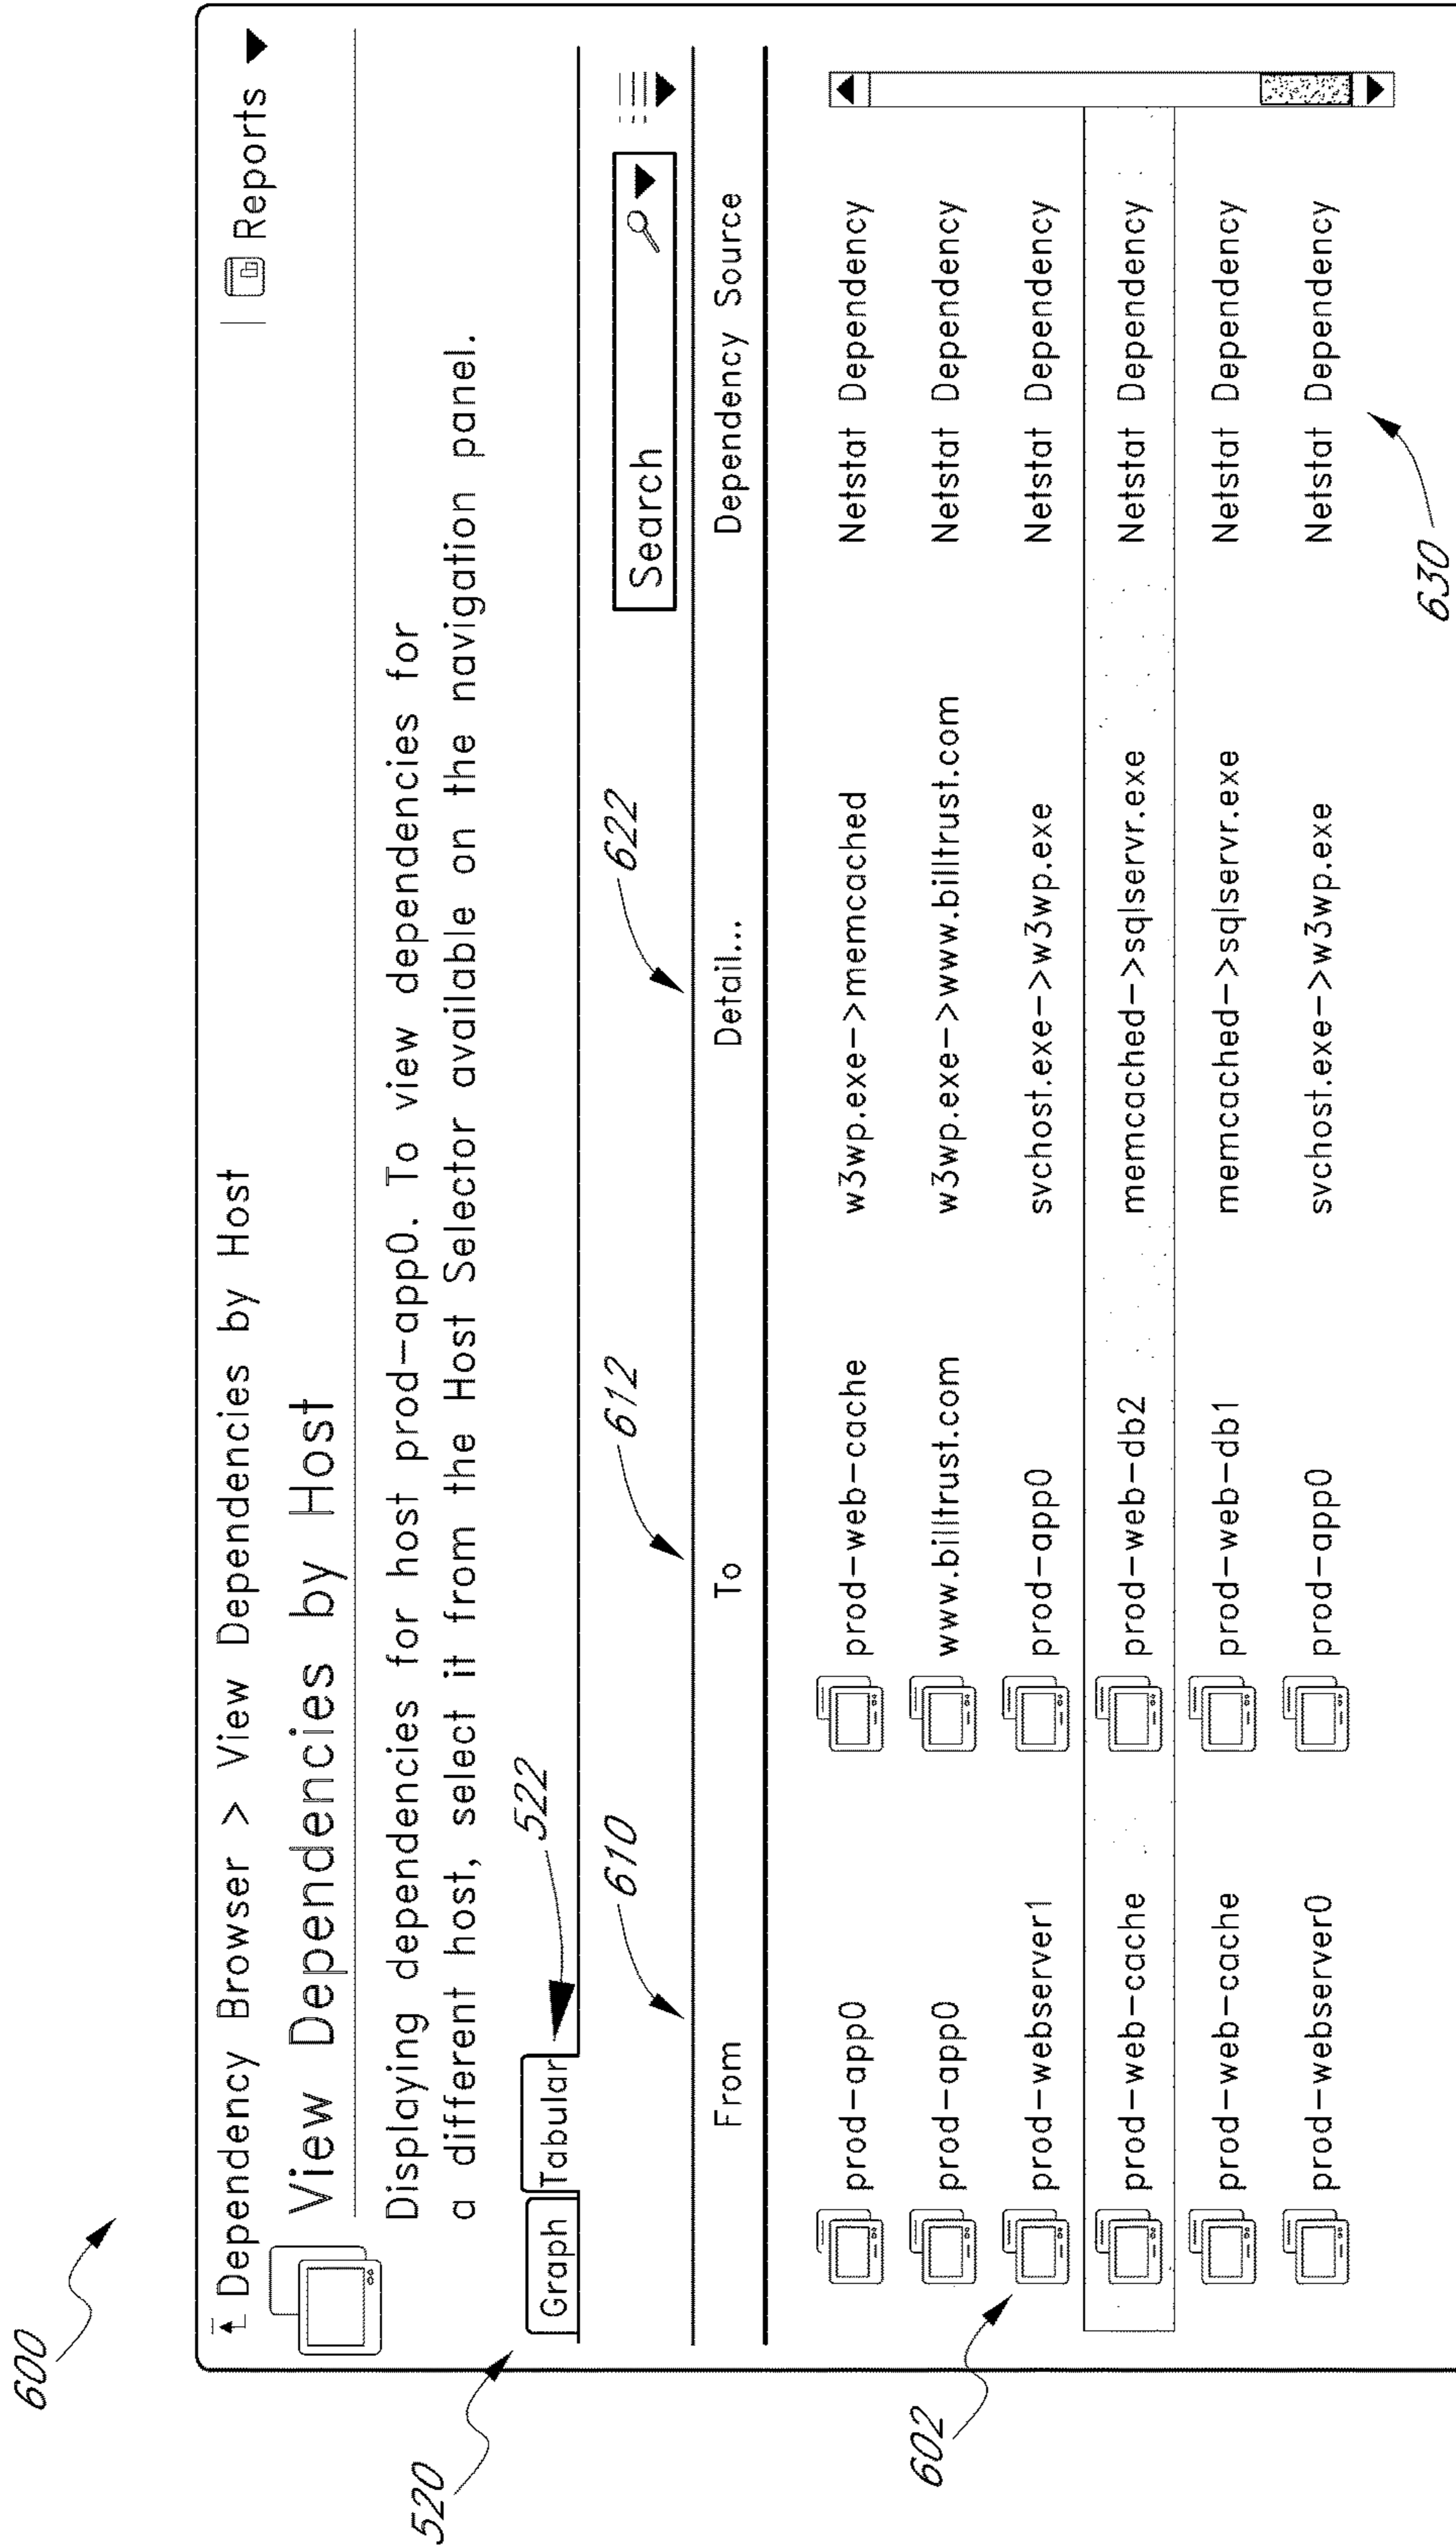 600
Dependency Browser > View Dependencies by Host
Reports
View Dependencies by Host
Displaying dependencies for host prod-app0. To view dependencies for
a different host, select it from the Host Selector available on the navigation panel.
520
Graph Tabular
522
610
612
622
Search
From To Detail... Dependency Source
prod-app0 prod-web-cache w3wp.exe->memcached Netstat Dependency
prod-app0 www.billtrust.com w3wp.exe->www.billtrust.com Netstat Dependency
602
prod-webserver1 prod-app0 svchost.exe->w3wp.exe Netstat Dependency
prod-web-cache prod-web-db2 memcached->sqlservr.exe Netstat Dependency
prod-web-cache prod-web-db1 memcached->sqlservr.exe Netstat Dependency
prod-webserver0 prod-app0 svchost.exe->w3wp.exe Netstat Dependency
630